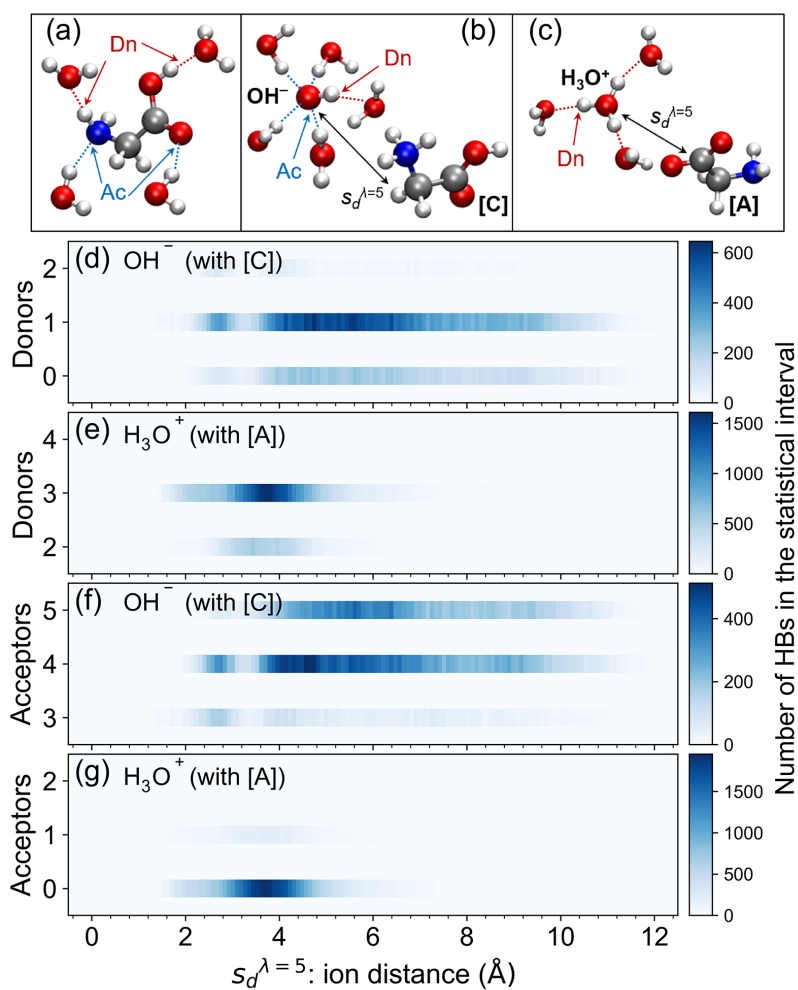 (a)
Dn
Ac
(b)
OH⁻
Dn
Ac
s_d^λ=5
[C]
(c)
H₃O⁺
s_d^λ=5
Dn
[A]
(d) OH⁻ (with [C])
Donors
2
1
0
600
400
200
0
(e) H₃O⁺ (with [A])
Donors
4
3
2
1500
1000
500
0
(f) OH⁻ (with [C])
Acceptors
5
4
3
400
200
0
(g) H₃O⁺ (with [A])
Acceptors
2
1
0
1500
1000
500
0
Number of HBs in the statistical interval
0 2 4 6 8 10 12
s_d^λ = 5: ion distance (Å)